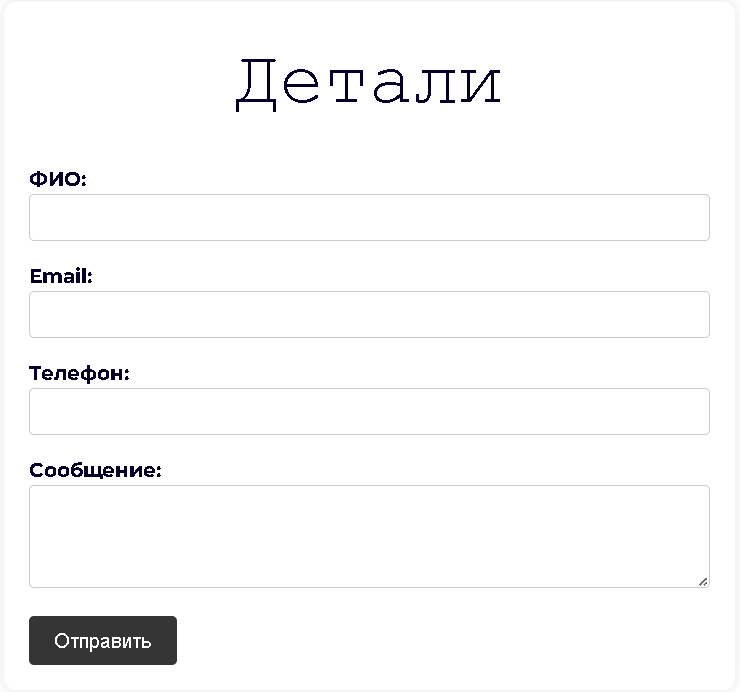 Детали
ФИО:
Email:
Телефон:
Сообщение:
Отправить